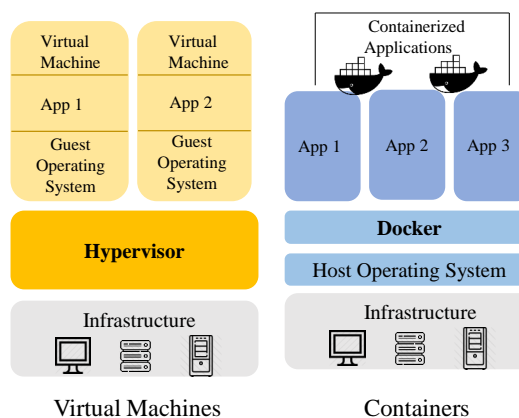 Virtual
Machine
App 1
Guest
Operating
System
Virtual
Machine
App 2
Guest
Operating
System
Hypervisor
Infrastructure
Virtual Machines
Containerized
Applications
App 1
App 2
App 3
Docker
Host Operating System
Infrastructure
Containers